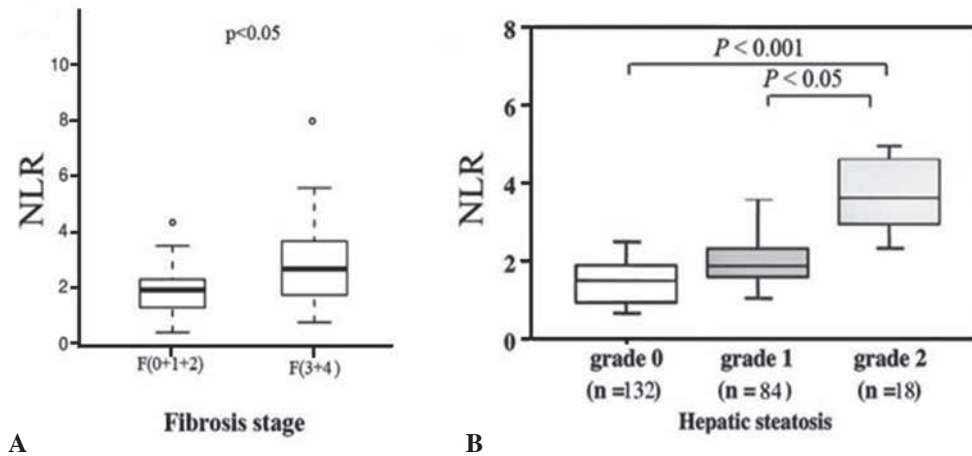 p<0.05
NLR
10
8
6
4
2
0
F(0+1+2)
F(3+4)
Fibrosis stage
A
8
P < 0.001
P < 0.05
6
NLR
4
2
0
grade 0 grade 1 grade 2
(n =132) (n = 84) (n =18)
Hepatic steatosis
B